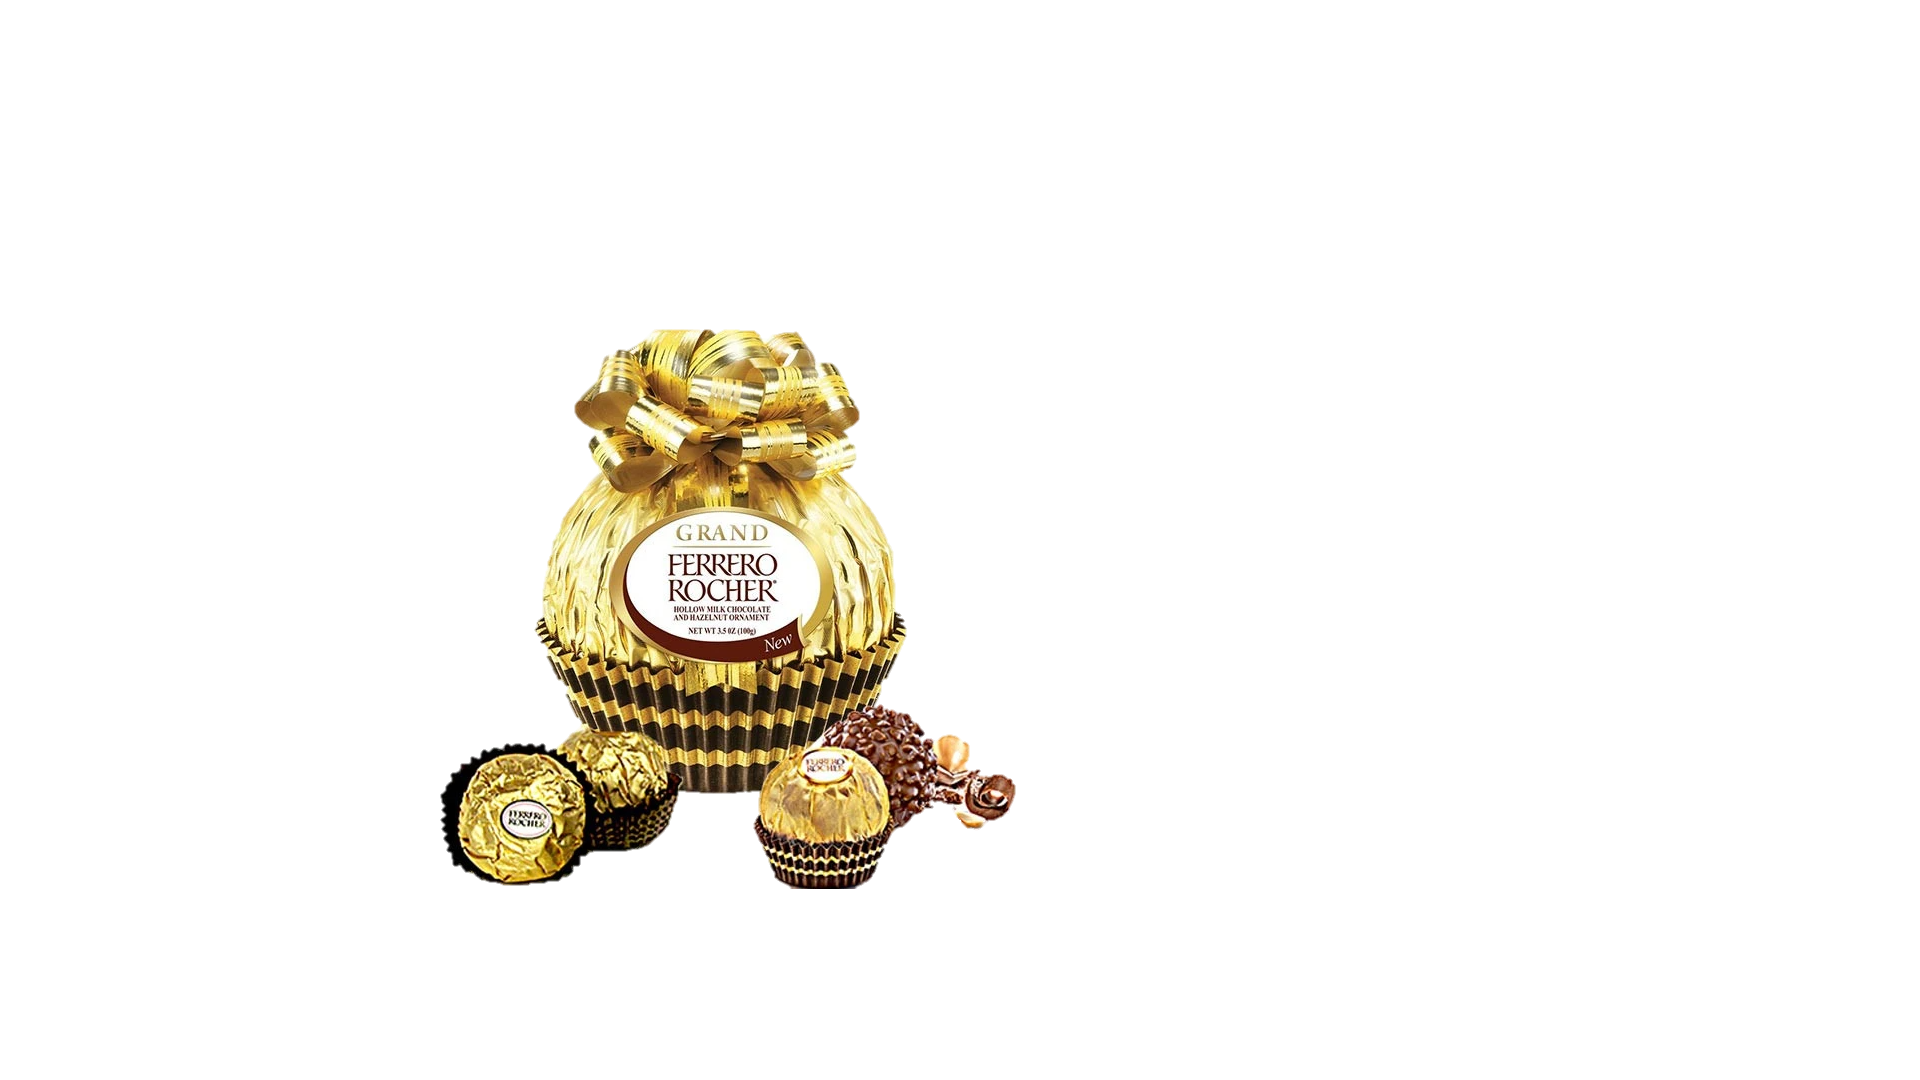 GRAND
FERRERO
ROCHER®
HOLLOW MILK CHOCOLATE
AND HAZELNUT ORNAMENT
NET WT 3.5 OZ (100g)
New
FERRERO
ROCHER
FERRERO
ROCHER